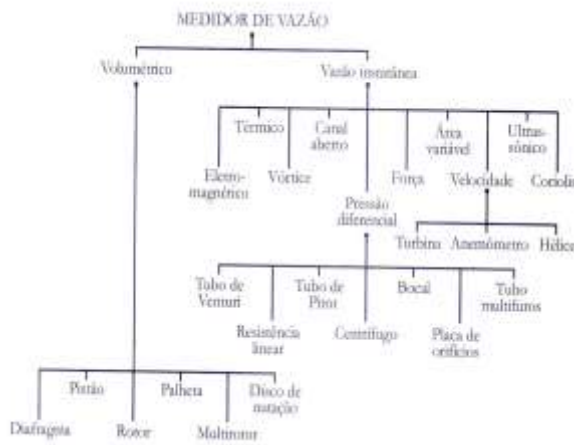 MEDIDOR DE VAZÃO
Volumétrico
Vazão instantânea
Térmico
Canal
aberto
Área
variável
Ultras-
sônico
Eletro-
magnético
Vórtice
Força
Velocidade
Coriolis
Pressão
diferencial
Turbina
Anemômetro
Hélice
Tubo de
Venturi
Tubo de
Pitot
Bocal
Tubo
multifuros
Resistência
linear
Centrífugo
Placa de
orifícios
Pistão
Palheta
Disco de
nutação
Diafragma
Rotor
Multirotor